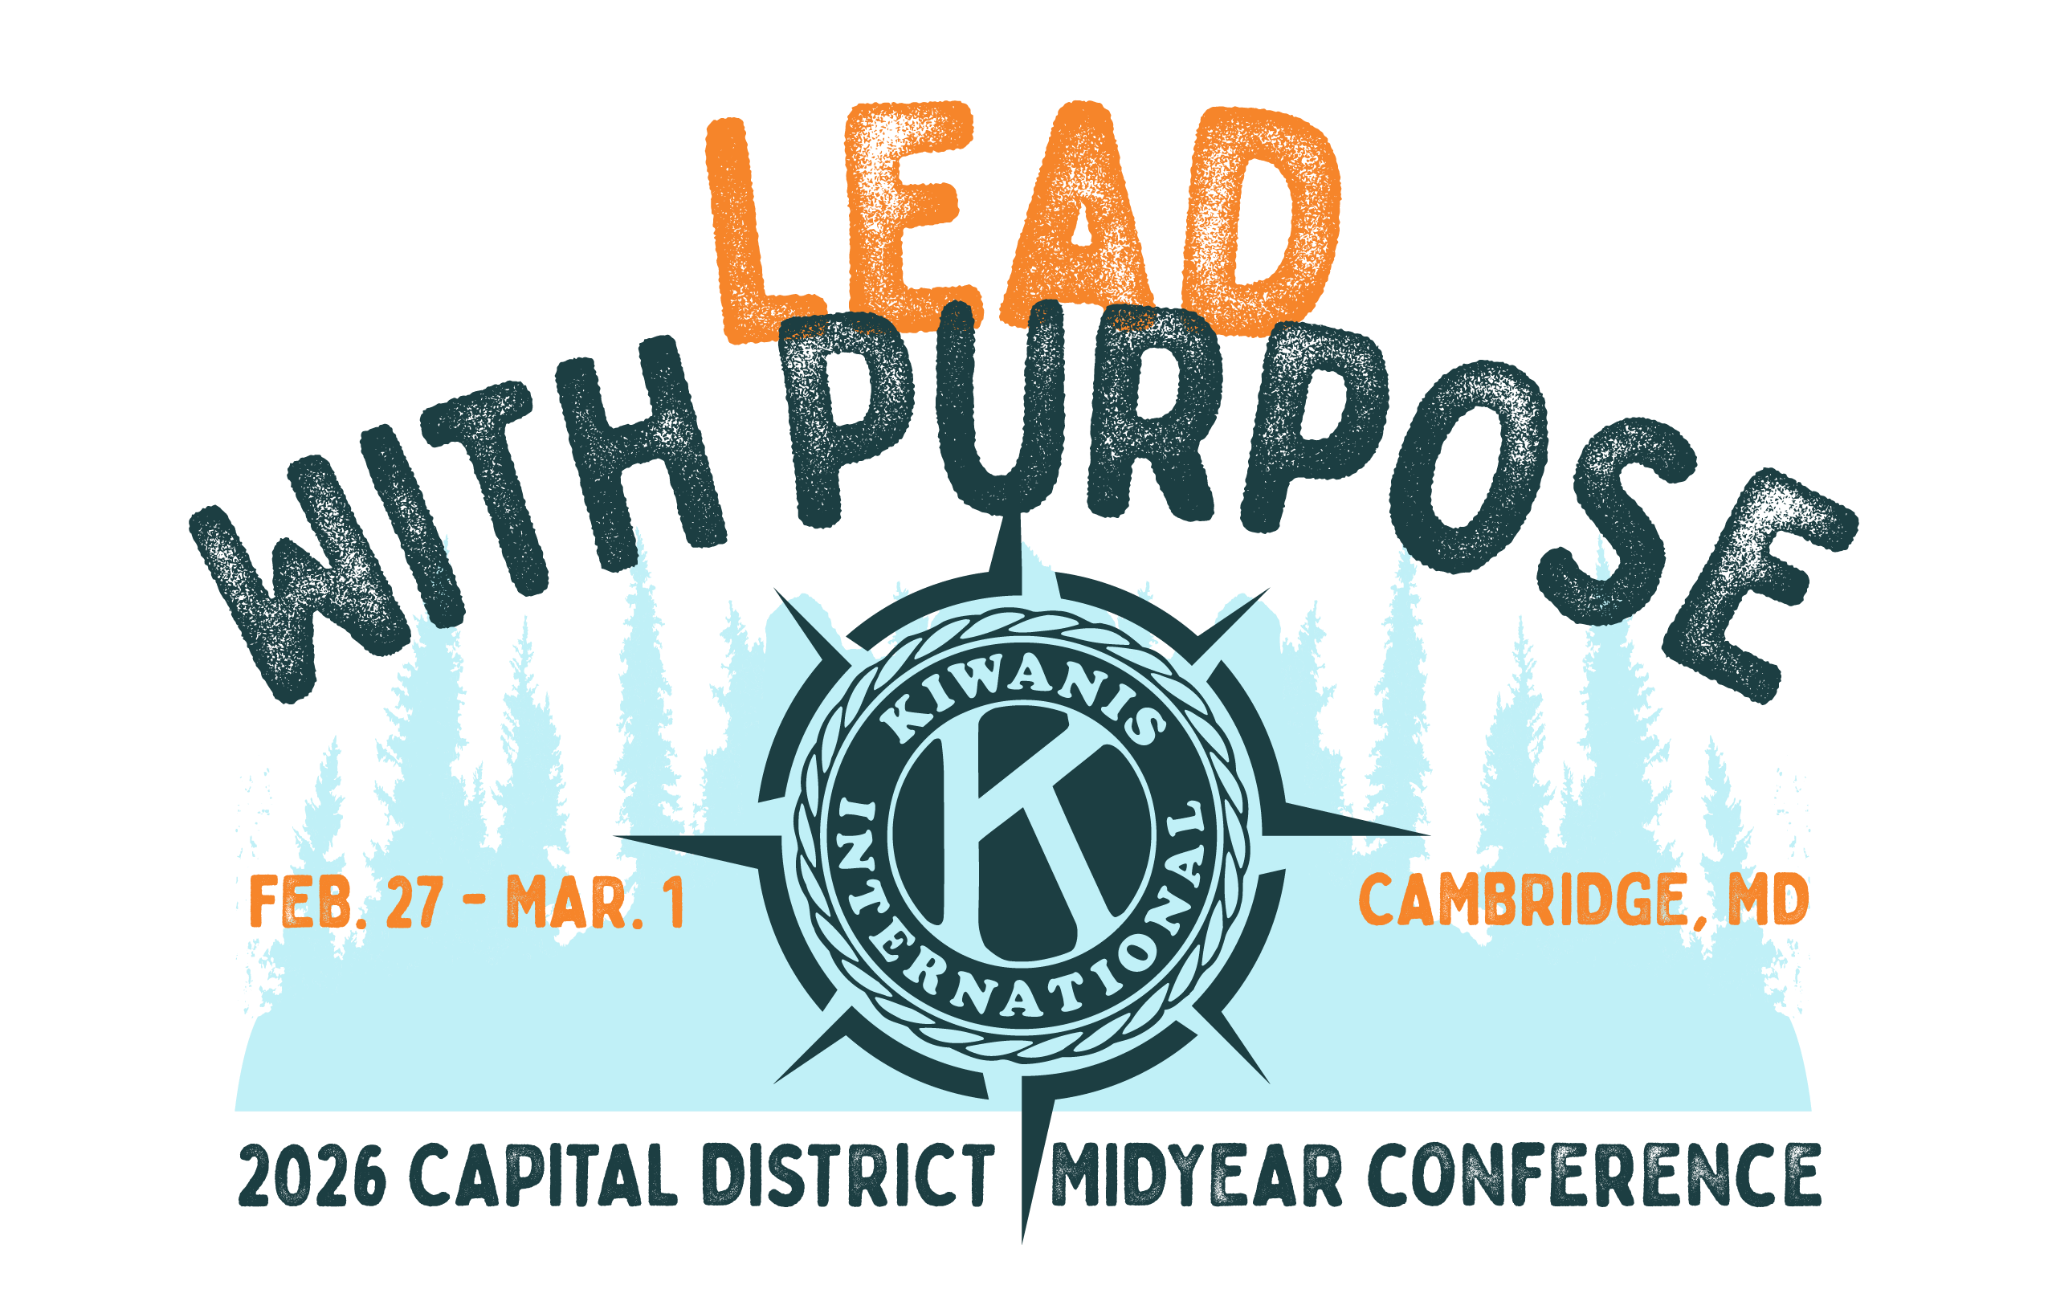 LEAD
WITH PURPOSE
KIWANIS
INTERNATIONAL
K
FEB. 27 - MAR. 1
CAMBRIDGE, MD
2026 CAPITAL DISTRICT MIDYEAR CONFERENCE